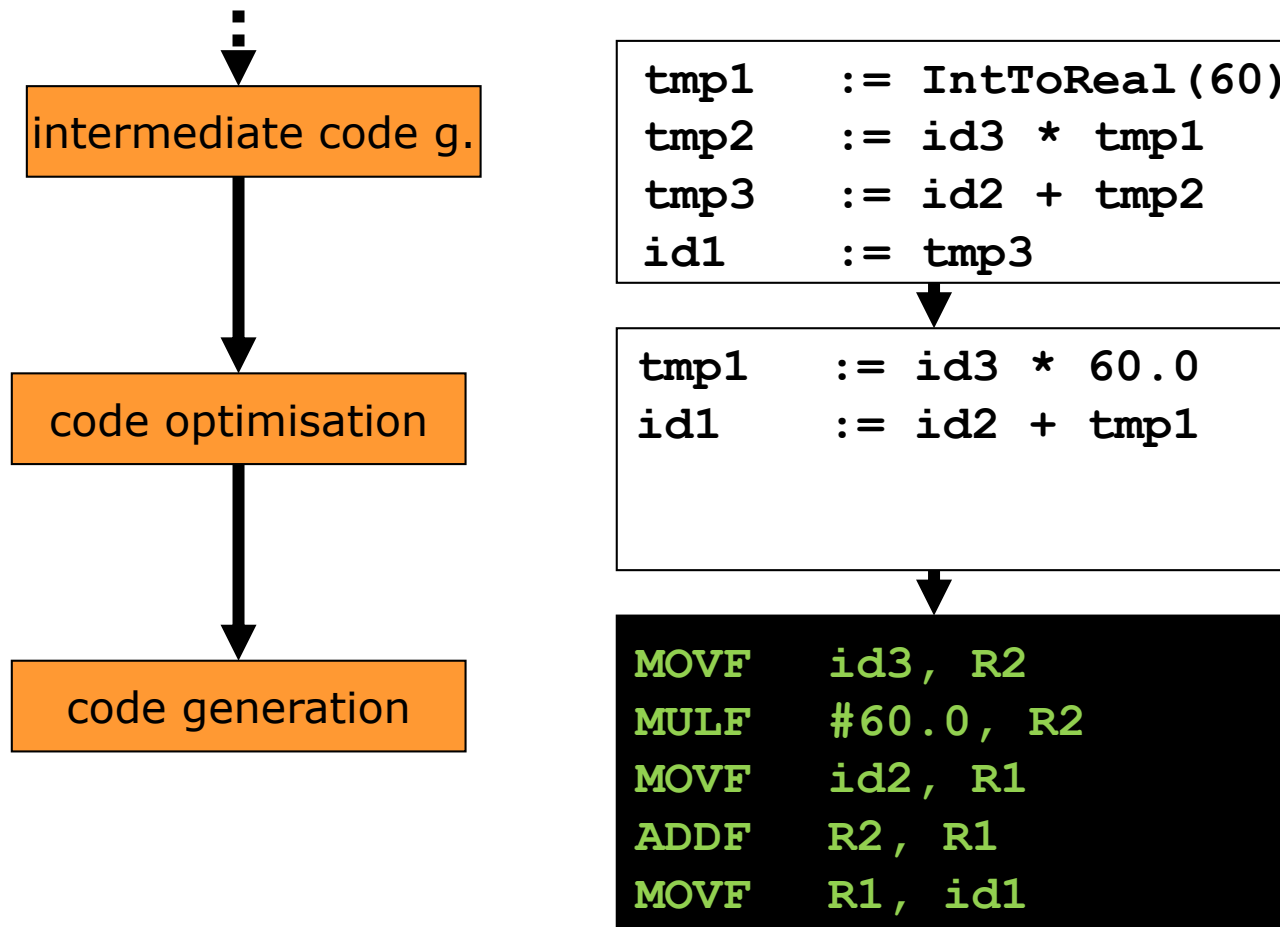 intermediate code g.
tmp1 := IntToReal(60)
tmp2 := id3 * tmp1
tmp3 := id2 + tmp2
id1 := tmp3
code optimisation
tmp1 := id3 * 60.0
id1 := id2 + tmp1
code generation
MOVF id3, R2
MULF #60.0, R2
MOVF id2, R1
ADDF R2, R1
MOVF R1, id1